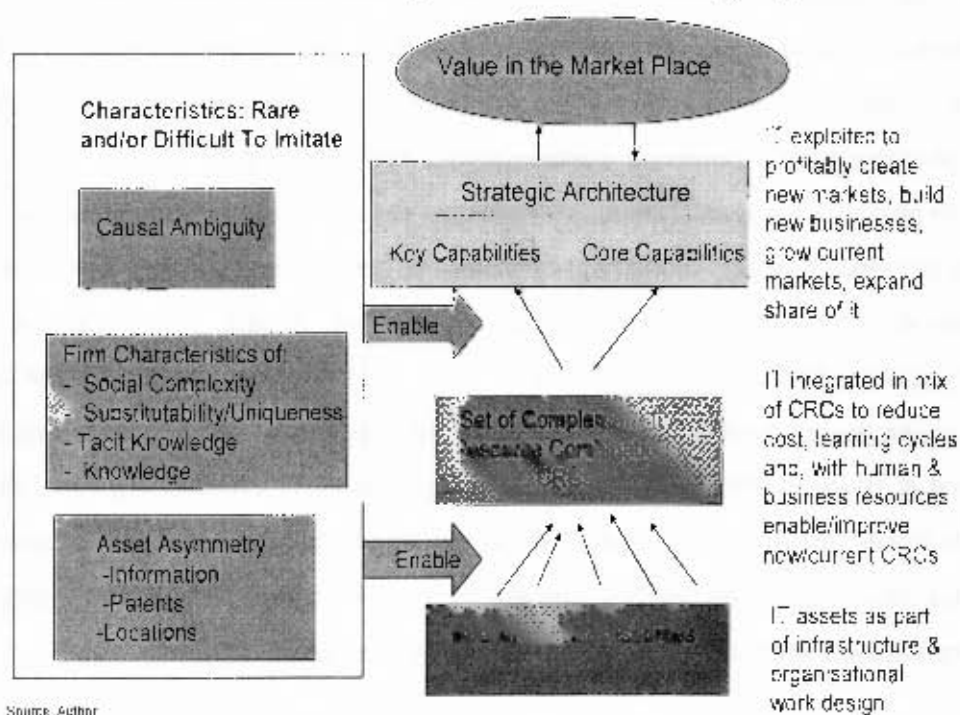 Value in the Market Place
Characteristics: Rare
and/or Difficult To Imitate
Causal Ambiguity
Firm Characteristics of:
- Social Complexity
- Substitutability/Uniqueness
- Tacit Knowledge
- Knowledge
Asset Asymmetry
-Information
-Patents
-Locations
Strategic Architecture
Key Capabilities
Core Capabilities
Enable
Set of
Enable
IT exploited to
profitably create
new markets, build
new businesses,
grow current
markets, expand
share of it
IT integrated in mix
of CRCs to reduce
cost, learning cycles
and, with human &
business resources
enable/improve
new/current CRCs
IT assets as part
of infrastructure &
organisational
work design
Source: Author